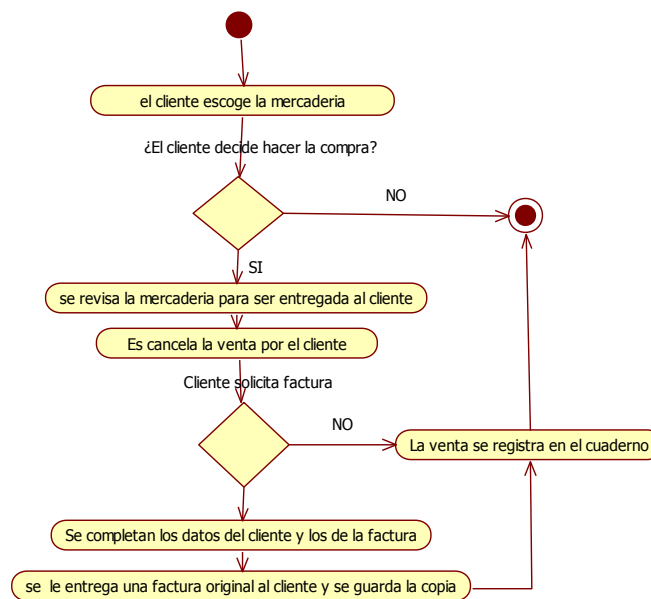 el cliente escoge la mercaderia
¿El cliente decide hacer la compra?
NO
SI
se revisa la mercaderia para ser entregada al cliente
Es cancela la venta por el cliente
Cliente solicita factura
NO
La venta se registra en el cuaderno
Se completan los datos del cliente y los de la factura
se le entrega una factura original al cliente y se guarda la copia